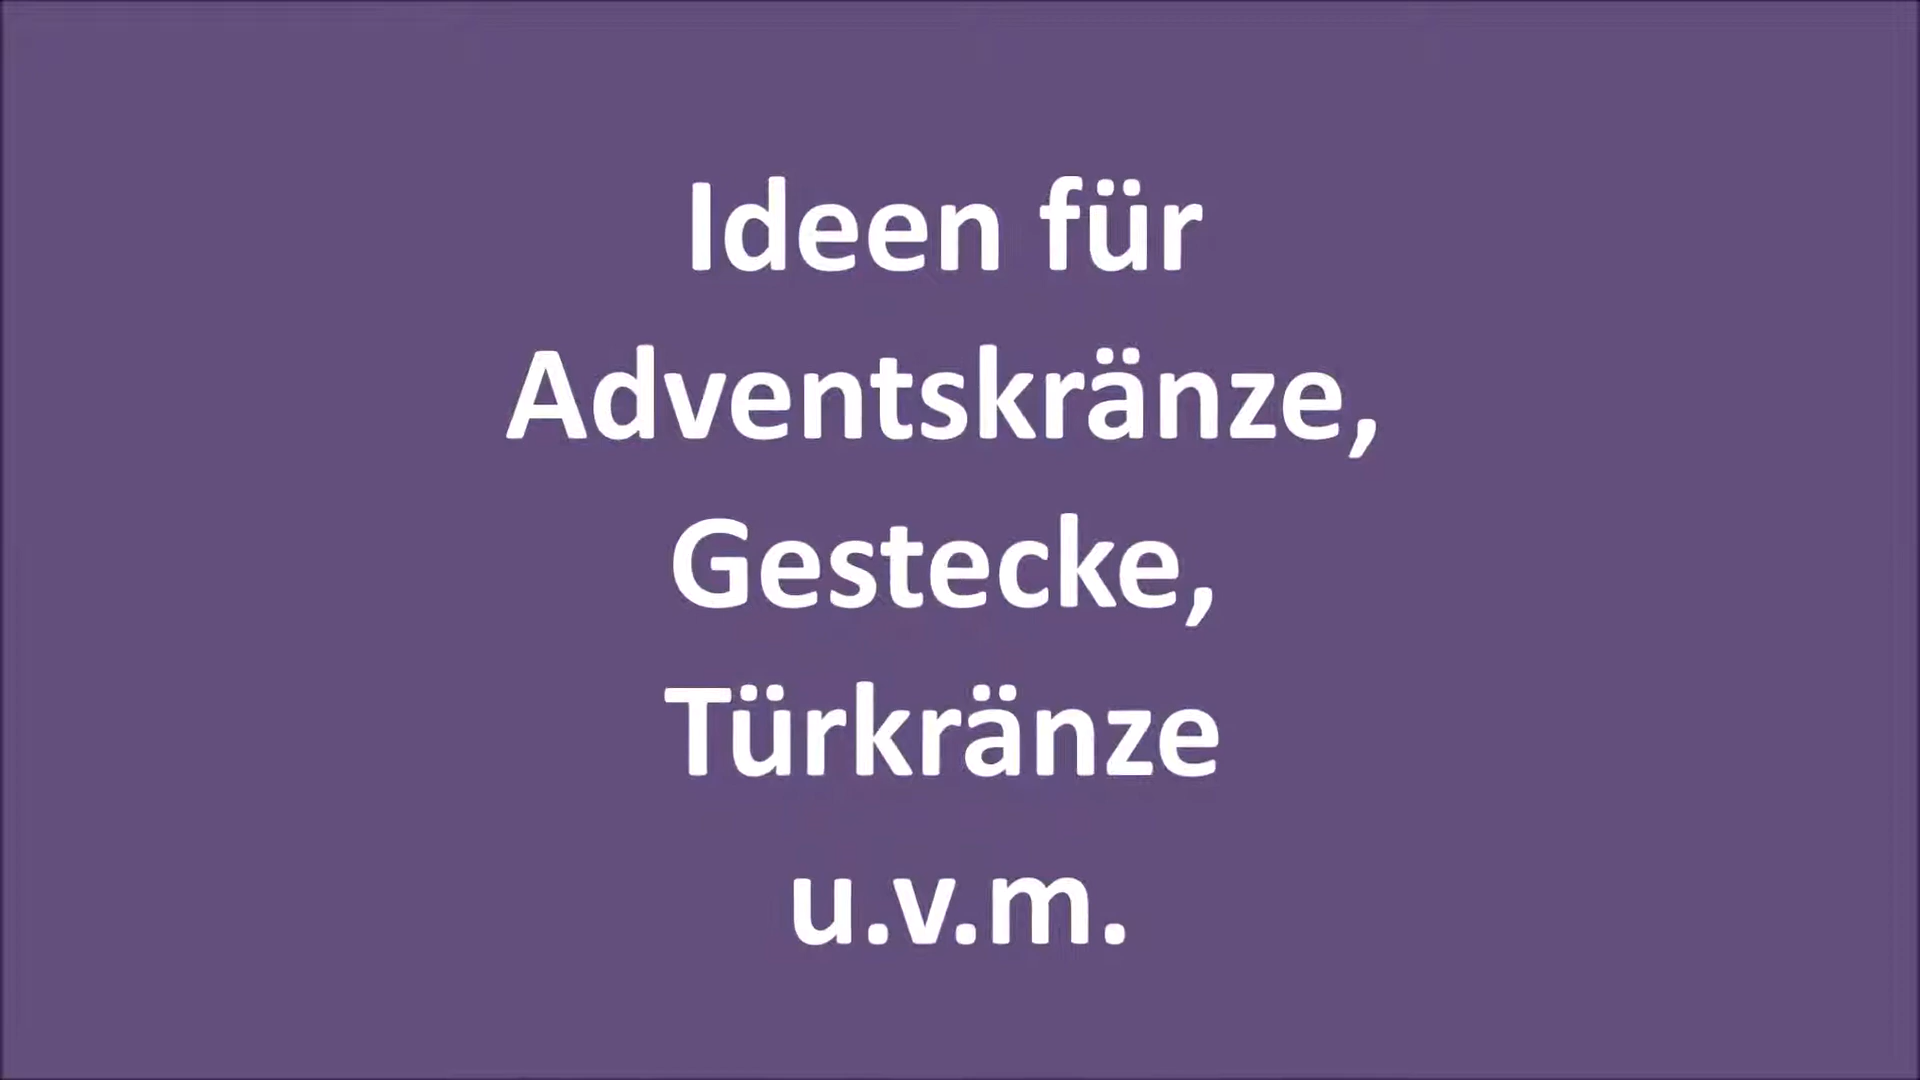 Ideen für
Adventskränze,
Gestecke,
Türkränze
u.v.m.